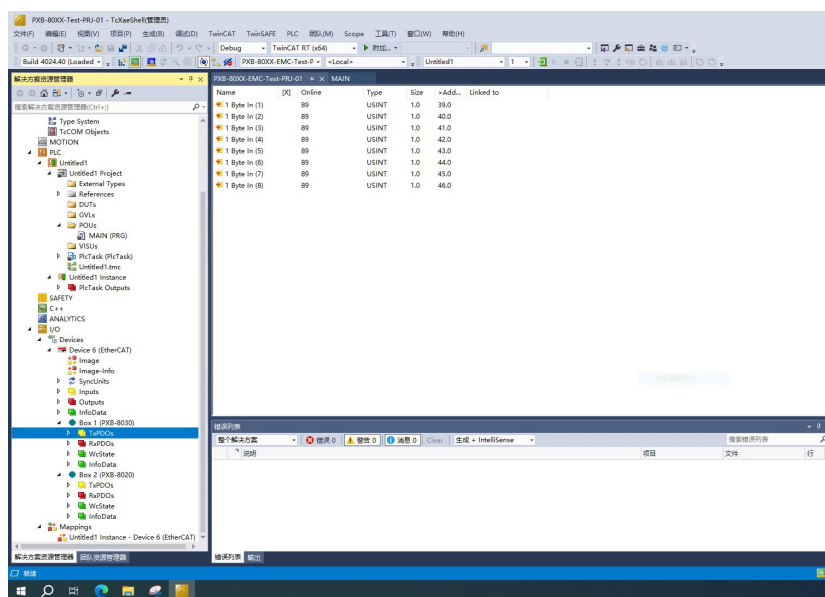 PXB-80XX-Test-PRJ-01 - TcXaeShell(管理员)
文件(F) 编辑(E) 视图(V) 项目(P) 生成(B) 调试(D) TwinCAT TwinSAFE PLC 团队(M) Scope 工具(T) 窗口(W) 帮助(H)
Debug TwinCAT RT (x64) 附加...
Build 4024.40 (Loaded PXB-80XX-EMC-Test-P <Local> Untitled1 1
解决方案资源管理器
搜索解决方案资源管理器(Ctrl+;)
Type System
TcCOM Objects
MOTION
PLC
Untitled1
Untitled1 Project
External Types
References
DUTs
GVLs
POUs
MAIN (PRG)
VISUs
PlcTask (PlcTask)
Untitled1.tmc
Untitled1 Instance
PlcTask Outputs
SAFETY
C++
ANALYTICS
I/O
Devices
Device 6 (EtherCAT)
Image
Image-Info
SyncUnits
Inputs
Outputs
InfoData
Box 1 (PXB-8030)
TxPDOs
RxPDOs
WcState
InfoData
Box 2 (PXB-8020)
TxPDOs
RxPDOs
WcState
InfoData
Mappings
Untitled1 Instance - Device 6 (EtherCAT)
解决方案资源管理器 团队资源管理器
PXB-80XX-EMC-Test-PRJ-01 MAIN
Name [X] Online Type Size >Add... Linked to
1 Byte In (1) 89 USINT 1.0 39.0
1 Byte In (2) 89 USINT 1.0 40.0
1 Byte In (3) 89 USINT 1.0 41.0
1 Byte In (4) 89 USINT 1.0 42.0
1 Byte In (5) 89 USINT 1.0 43.0
1 Byte In (6) 89 USINT 1.0 44.0
1 Byte In (7) 89 USINT 1.0 45.0
1 Byte In (8) 89 USINT 1.0 46.0
错误列表
整个解决方案 错误 0 警告 0 消息 0 Clear 生成 + IntelliSense 搜索错误列表
说明 项目 文件 行
错误列表 输出
就绪